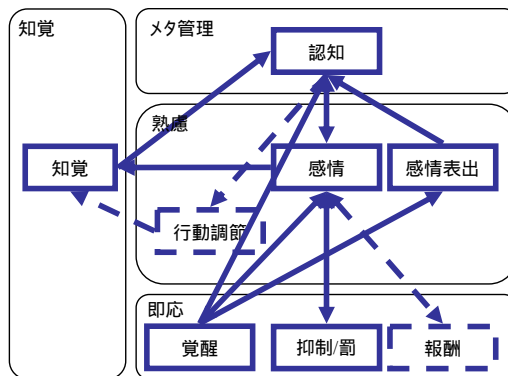 知覚
メタ管理
認知
熟慮
知覚
感情
感情表出
行動調節
即応
覚醒
抑制/罰
報酬